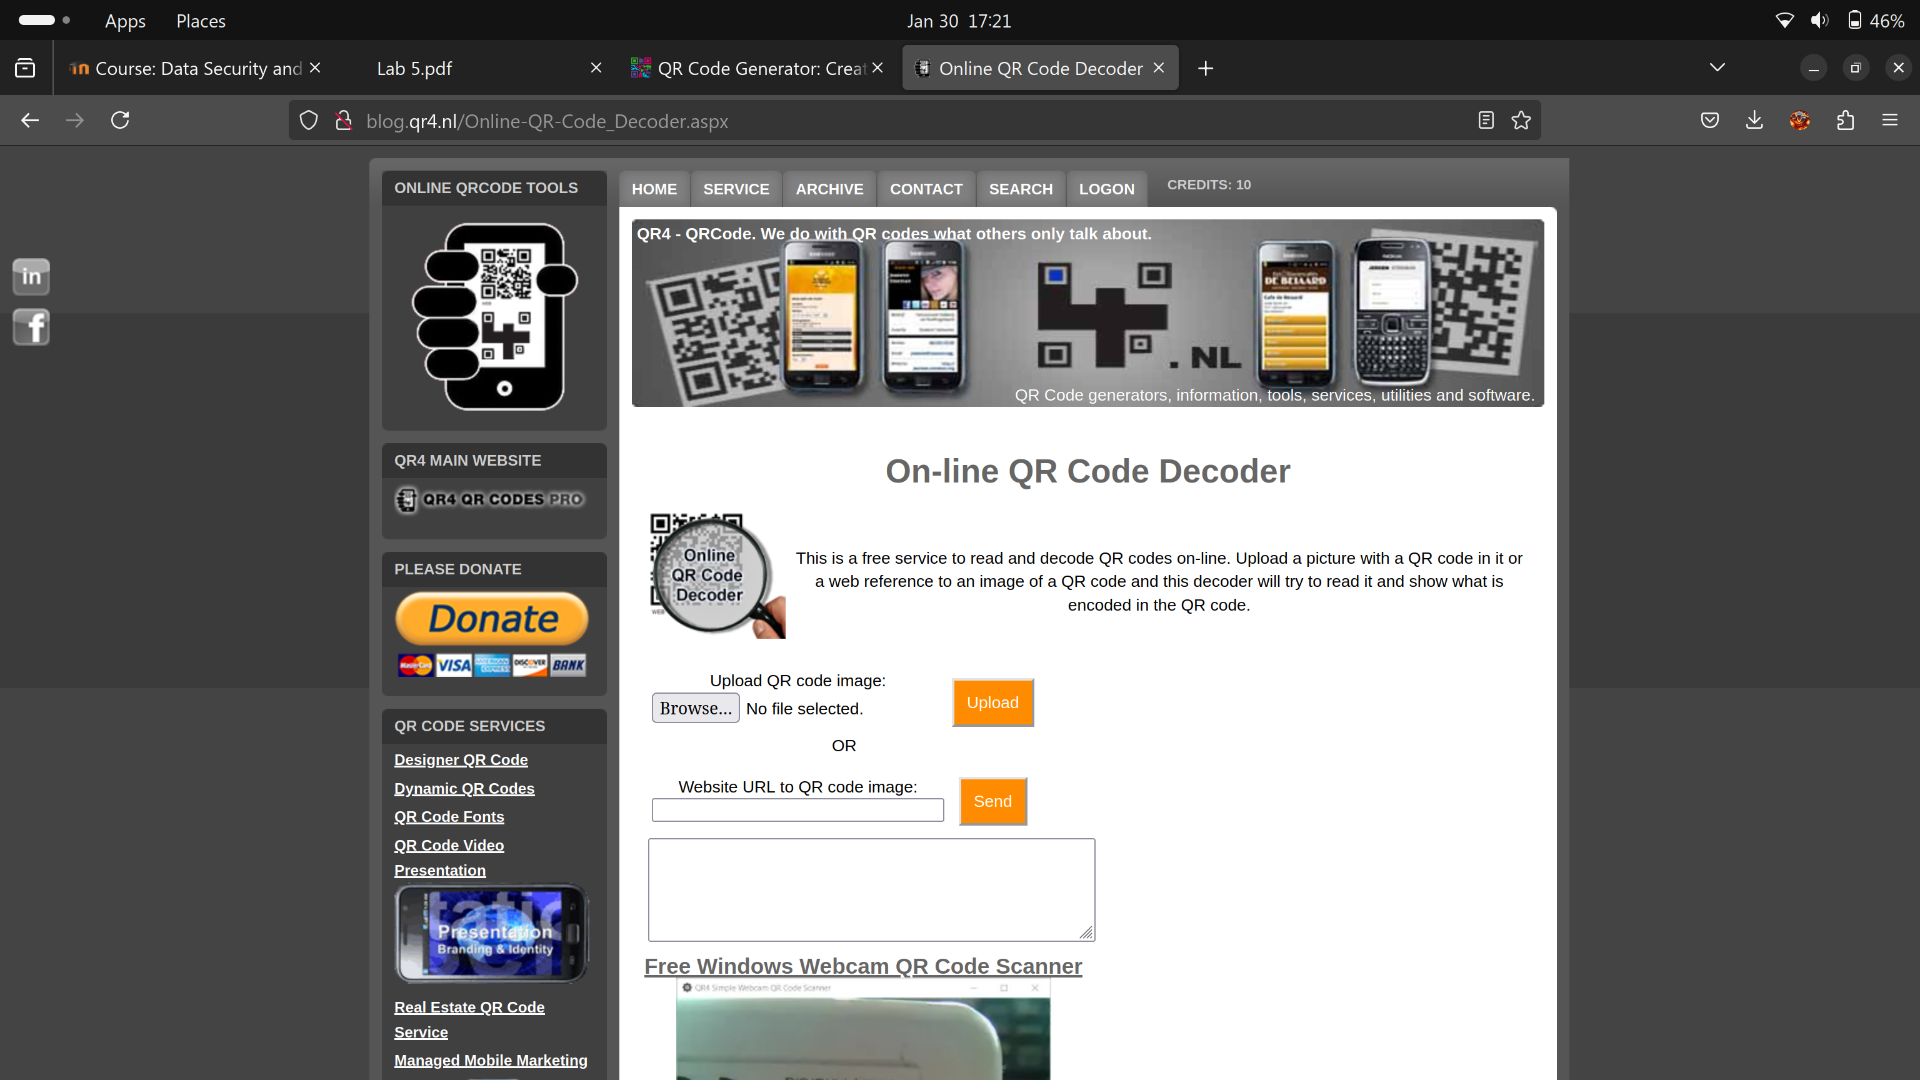 Apps Places Jan 30 17:21 46%
Course: Data Security and
Lab 5.pdf
QR Code Generator: Creat
Online QR Code Decoder
blog.qr4.nl/Online-QR-Code_Decoder.aspx
in
f
ONLINE QRCODE TOOLS
QR4 MAIN WEBSITE
QR4 QR CODES PRO
PLEASE DONATE
Donate
MasterCard VISA AMERICAN EXPRESS DISCOVER BANK
QR CODE SERVICES
Designer QR Code
Dynamic QR Codes
QR Code Fonts
QR Code Video
Presentation
Presentation
Branding & Identity
Real Estate QR Code
Service
Managed Mobile Marketing
HOME SERVICE ARCHIVE CONTACT SEARCH LOGON CREDITS: 10
QR4 - QRCode. We do with QR codes what others only talk about.
DE BEIAARD
. NL
QR Code generators, information, tools, services, utilities and software.
On-line QR Code Decoder
Online
QR Code
Decoder
This is a free service to read and decode QR codes on-line. Upload a picture with a QR code in it or
a web reference to an image of a QR code and this decoder will try to read it and show what is
encoded in the QR code.
Upload QR code image:
Browse... No file selected.
Upload
OR
Website URL to QR code image:
Send
Free Windows Webcam QR Code Scanner
QR4 Simple Webcam QR Code Scanner